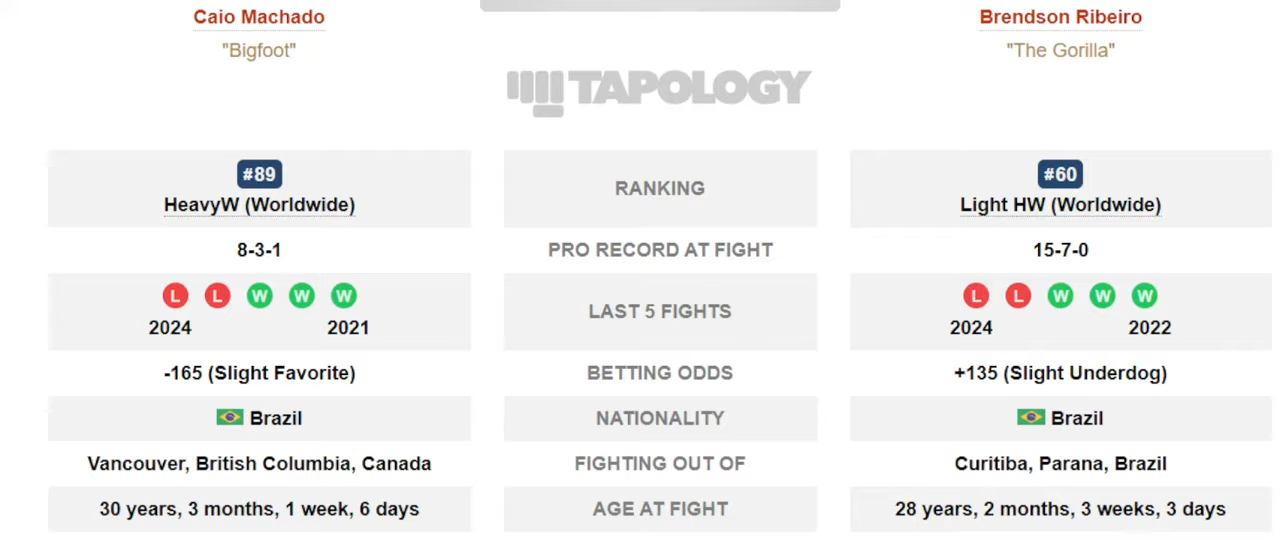 Caio Machado
Brendson Ribeiro
"Bigfoot"
"The Gorilla"
TAPOLOGY
#89
HeavyW (Worldwide)
RANKING
#60
Light HW (Worldwide)
8-3-1
PRO RECORD AT FIGHT
15-7-0
L L W W W
2024 2021
LAST 5 FIGHTS
L L W W W
2024 2022
-165 (Slight Favorite)
BETTING ODDS
+135 (Slight Underdog)
Brazil
NATIONALITY
Brazil
Vancouver, British Columbia, Canada
FIGHTING OUT OF
Curitiba, Parana, Brazil
30 years, 3 months, 1 week, 6 days
AGE AT FIGHT
28 years, 2 months, 3 weeks, 3 days